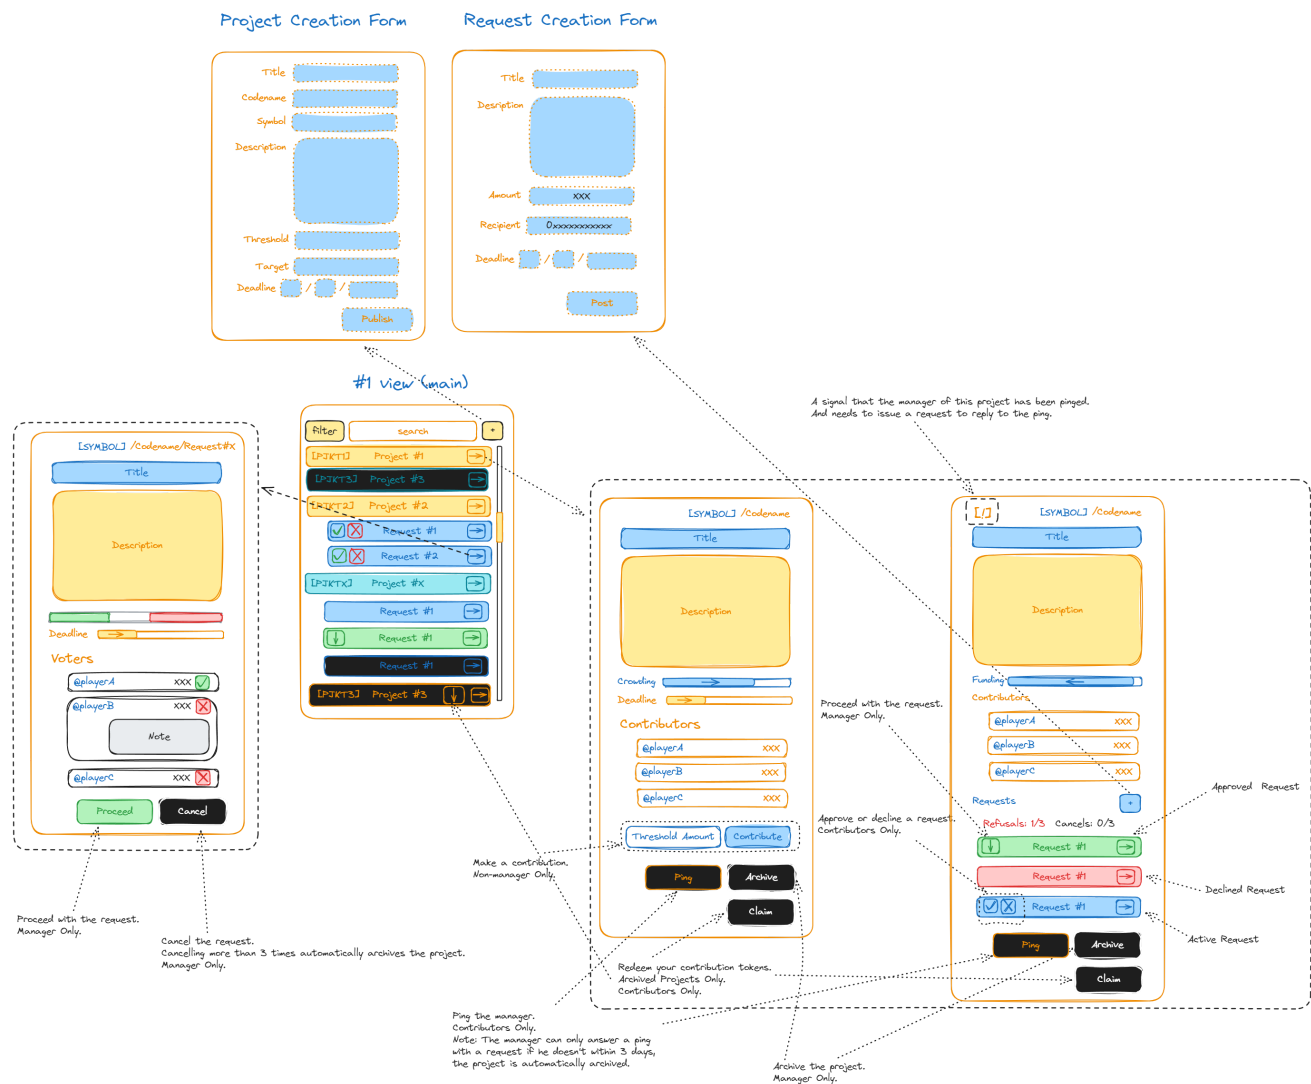 Project Creation Form
Title
Codename
Symbol
Description
Threshold
Target
Deadline / /
Publish
Request Creation Form
Title
Desription
Amount XXX
Recipient 0xxxxxxxxxxx
Deadline / /
Post
#1 view (main)
filter search +
[PJKT1] Project #1
[PJKT3] Project #3
[PJKT2] Project #2
Request #1
Request #2
[PJKTX] Project #X
Request #1
Request #1
Request #1
[PJKT3] Project #3
[SYMBOL] /Codename/Request#X
Title
Description
Deadline
Voters
@playerA XXX
@playerB XXX
Note
@playerC XXX
Proceed Cancel
Proceed with the request.
Manager Only.
Cancel the request.
Cancelling more than 3 times automatically archives the project.
Manager Only.
[SYMBOL] /Codename
Title
Description
Crowding
Deadline
Contributors
@playerA XXX
@playerB XXX
@playerC XXX
Threshold Amount Contribute
Ping Archive
Claim
Make a contribution.
Non-manager Only.
Redeem your contribution tokens.
Archived Projects Only.
Contributors Only.
Ping the manager.
Contributors Only.
Note: The manager can only answer a ping
with a request if he doesn't within 3 days,
the project is automatically archived.
Archive the project.
Manager Only.
A signal that the manager of this project has been pinged.
And needs to issue a request to reply to the ping.
[!]
[SYMBOL] /Codename
Title
Description
Funding
Contributors
@playerA XXX
@playerB XXX
@playerC XXX
Requests +
Refusals: 1/3 Cancels: 0/3
Request #1
Request #1
Request #1
Ping Archive
Claim
Proceed with the request.
Manager Only.
Approve or decline a request.
Contributors Only.
Approved Request
Declined Request
Active Request